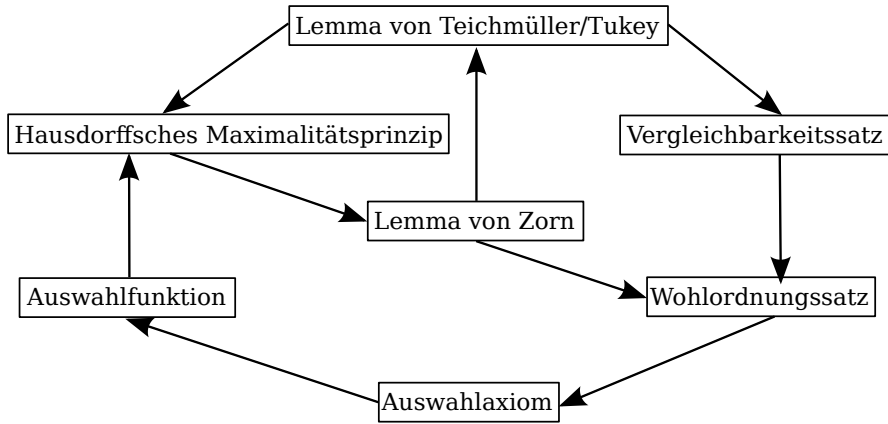 Lemma von Teichmüller/Tukey
Hausdorffsches Maximalitätsprinzip
Vergleichbarkeitssatz
Lemma von Zorn
Auswahlfunktion
Wohlordnungssatz
Auswahlaxiom